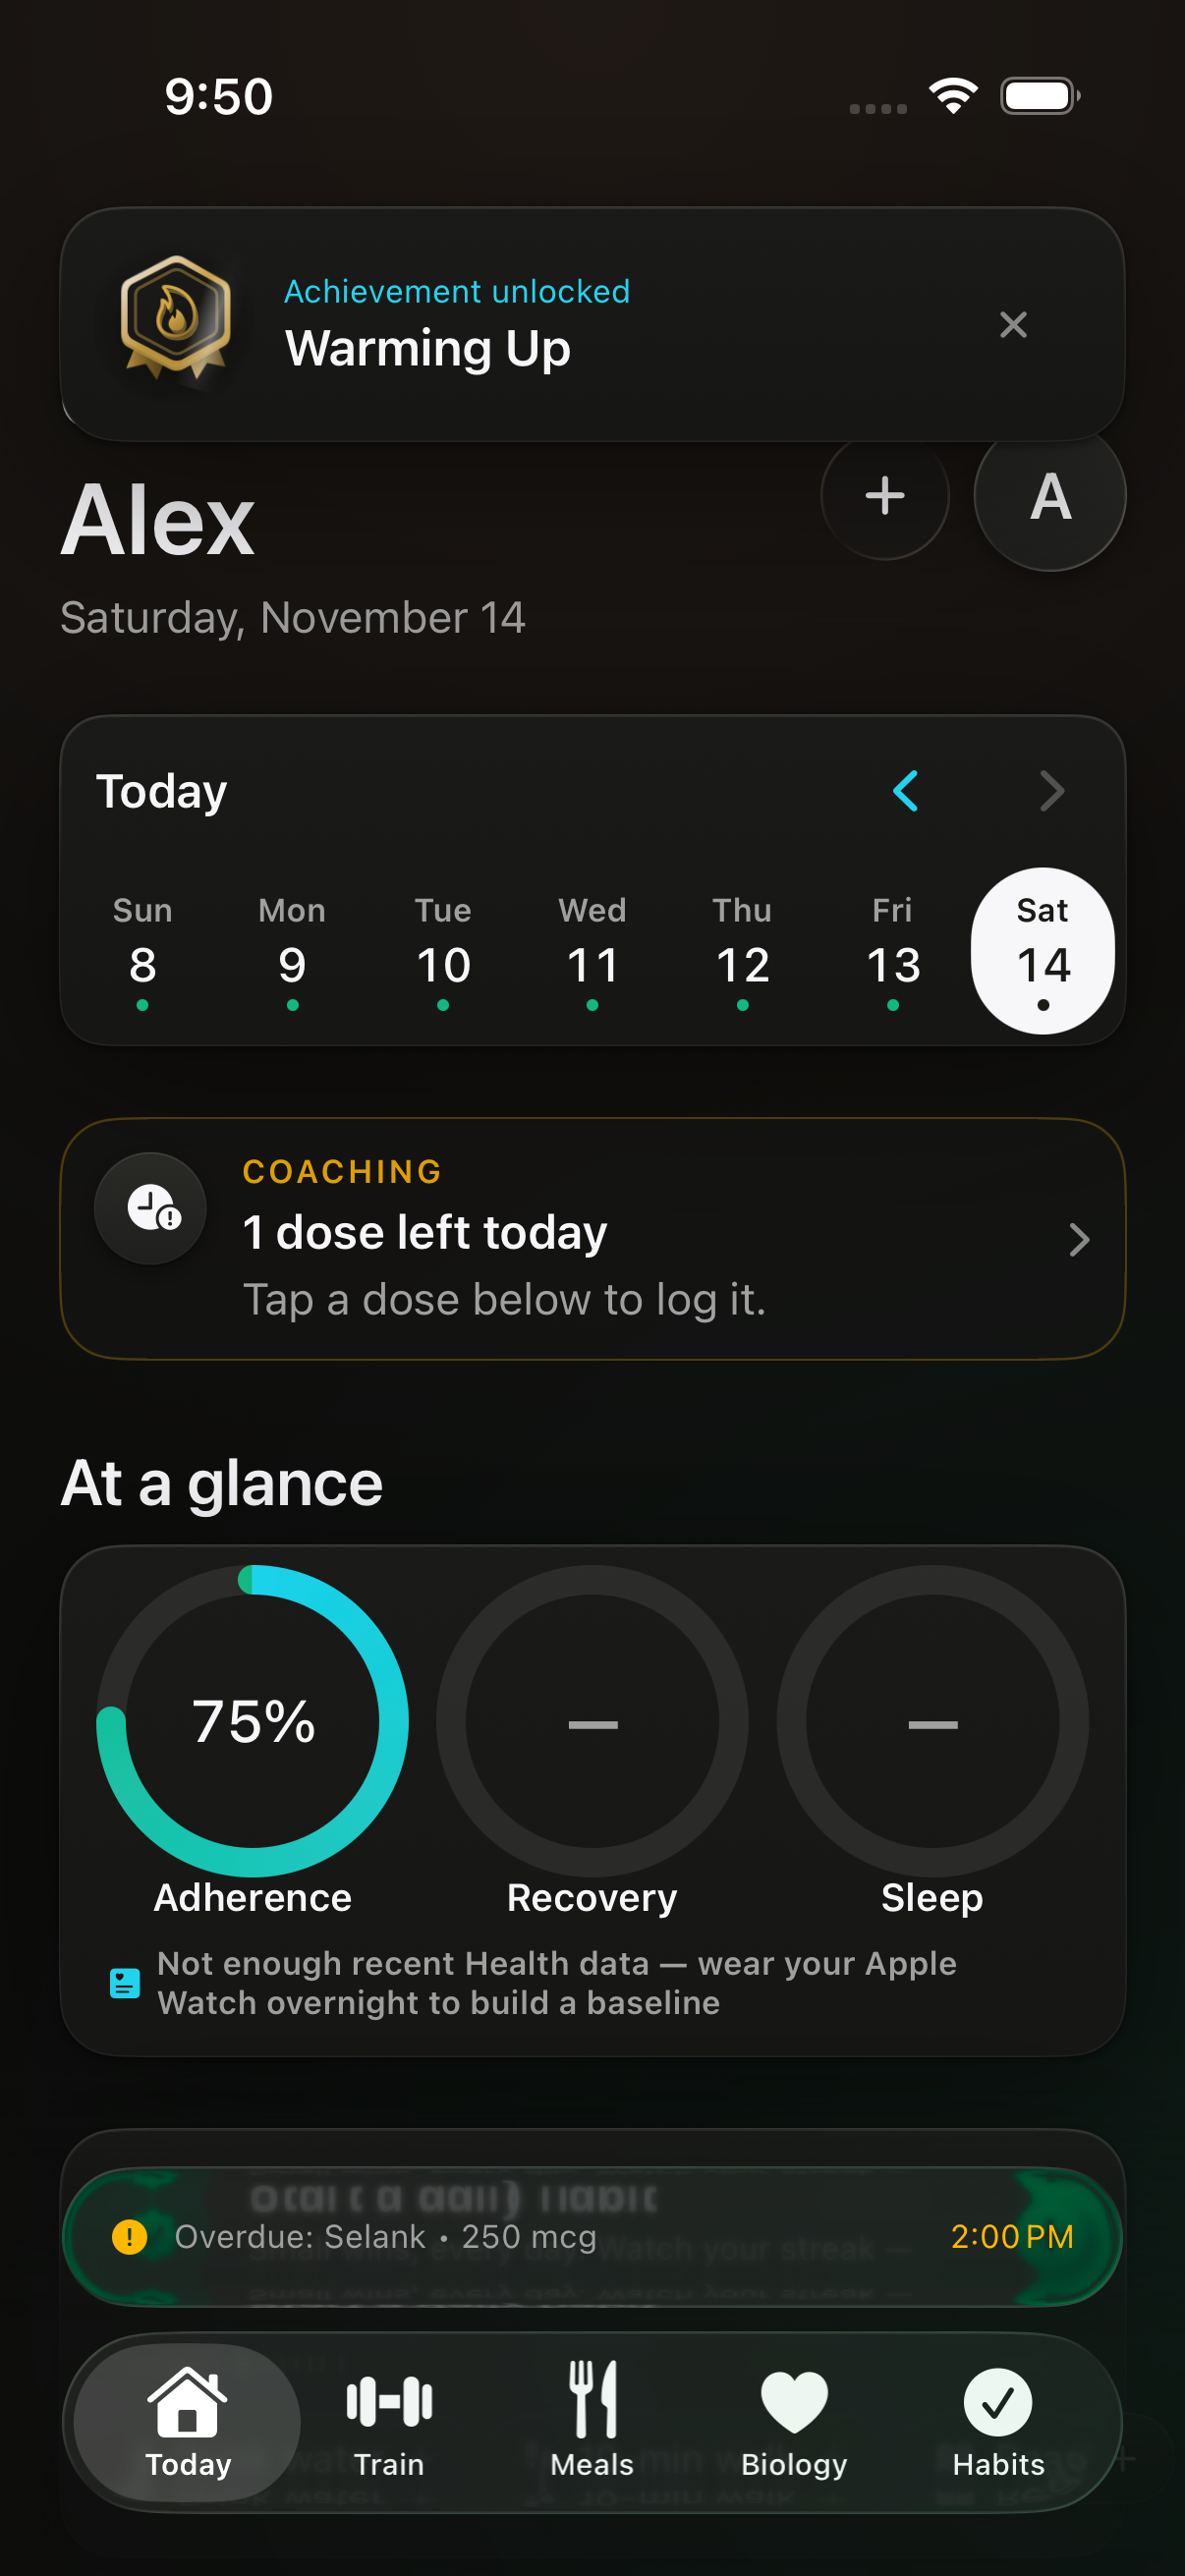 9:50
Achievement unlocked
Warming Up
Alex
A
Saturday, November 14
Today
Sun Mon Tue Wed Thu Fri Sat
8 9 10 11 12 13 14
COACHING
1 dose left today
Tap a dose below to log it.
At a glance
75%
Adherence Recovery Sleep
Not enough recent Health data — wear your Apple
Watch overnight to build a baseline
Overdue: Selank • 250 mcg 2:00 PM
Today Train Meals Biology Habits